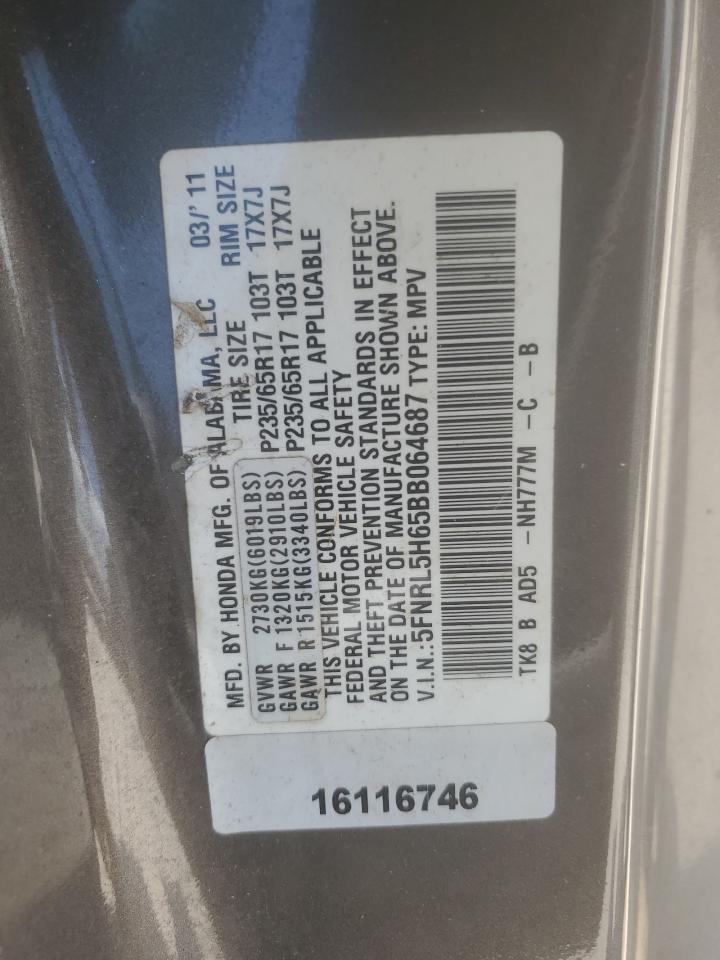 MFD. BY HONDA MFG. OF ALABAMA, LLC 03/'11
TIRE SIZE RIM SIZE
GVWR 2730KG(6019LBS)
GAWR F 1320KG(2910LBS) P235/65R17 103T 17X7J
GAWR R 1515KG(3340LBS) P235/65R17 103T 17X7J
THIS VEHICLE CONFORMS TO ALL APPLICABLE
FEDERAL MOTOR VEHICLE SAFETY
AND THEFT PREVENTION STANDARDS IN EFFECT
ON THE DATE OF MANUFACTURE SHOWN ABOVE.
V.I.N.:5FNRL5H65BB064687 TYPE: MPV
TK8 B AD5 -NH777M -C -B
16116746